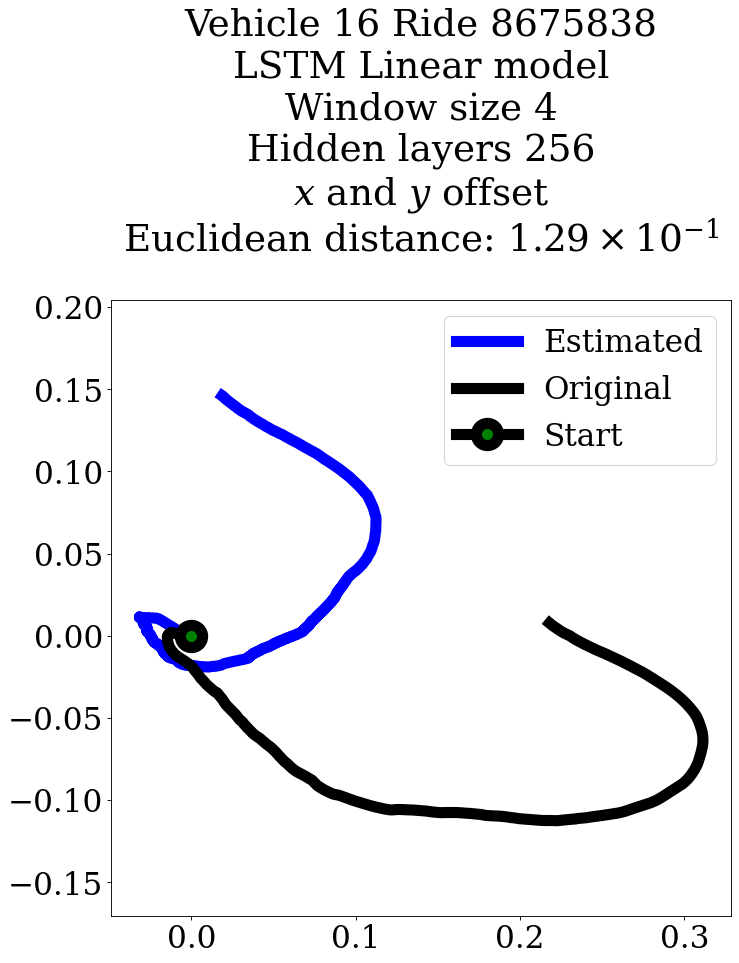 Vehicle 16 Ride 8675838
LSTM Linear model
Window size 4
Hidden layers 256
x and y offset
Euclidean distance: 1.29 × 10⁻¹
Estimated
Original
Start
0.20
0.15
0.10
0.05
0.00
−0.05
−0.10
−0.15
0.0 0.1 0.2 0.3